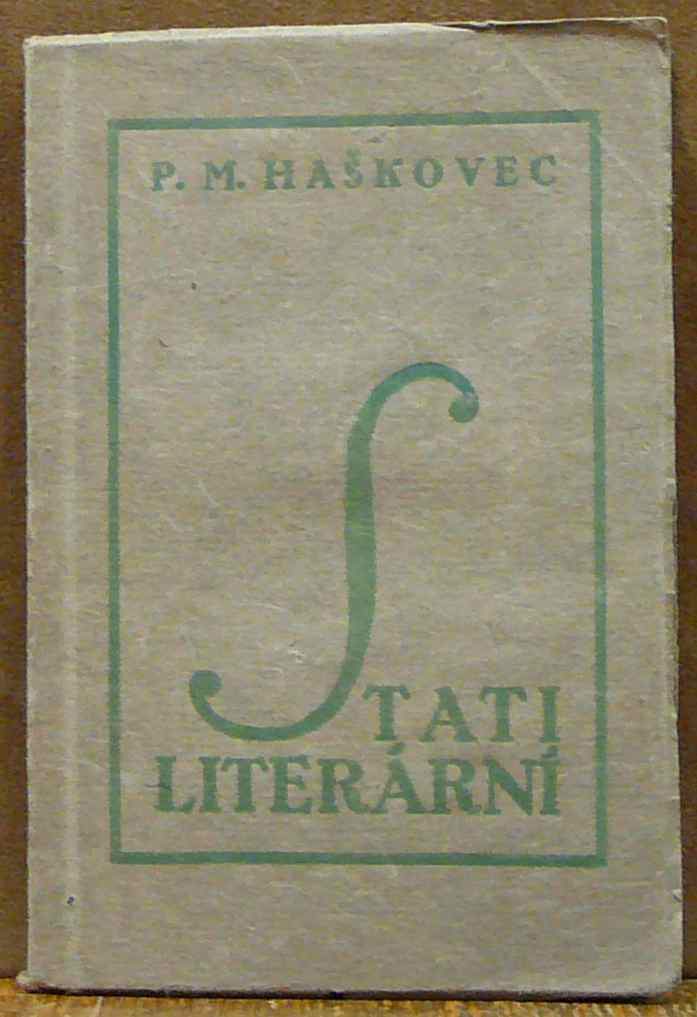 P. M. HAŠKOVEC
STATI
LITERÁRNÍ